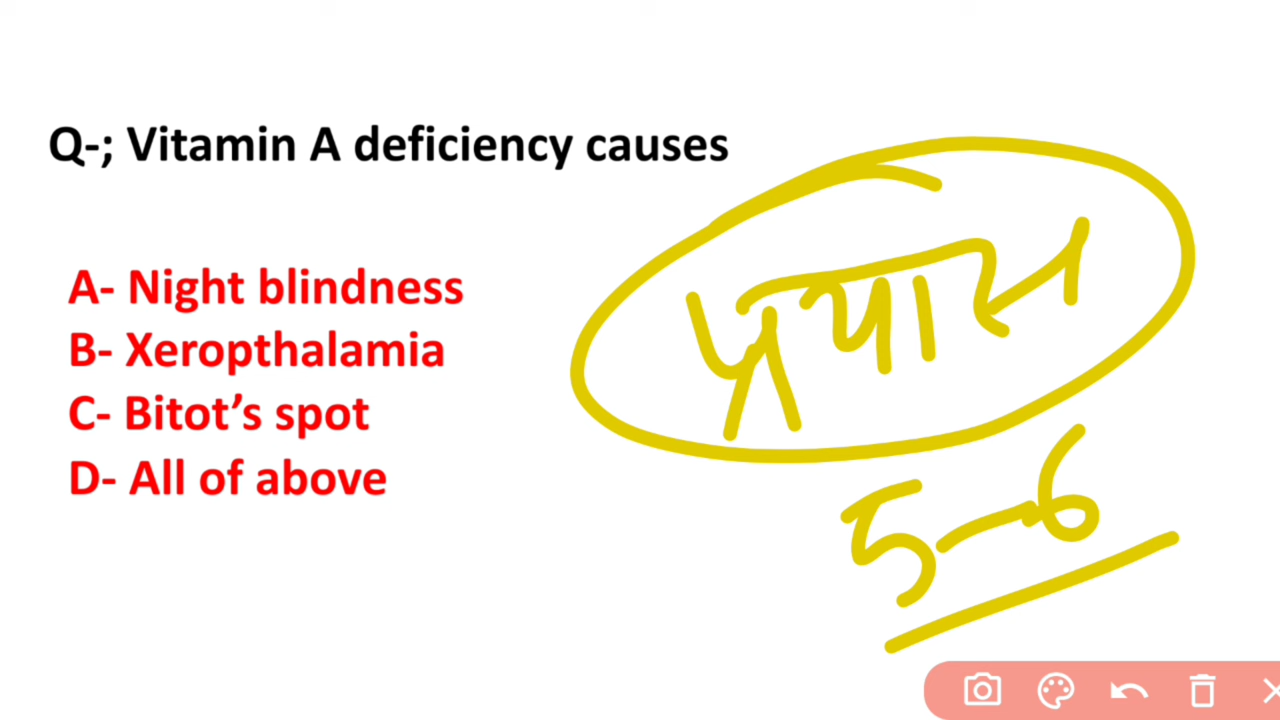 Q-; Vitamin A deficiency causes
A- Night blindness
B- Xeropthalamia
C- Bitot’s spot
D- All of above
प्रयास
5-6